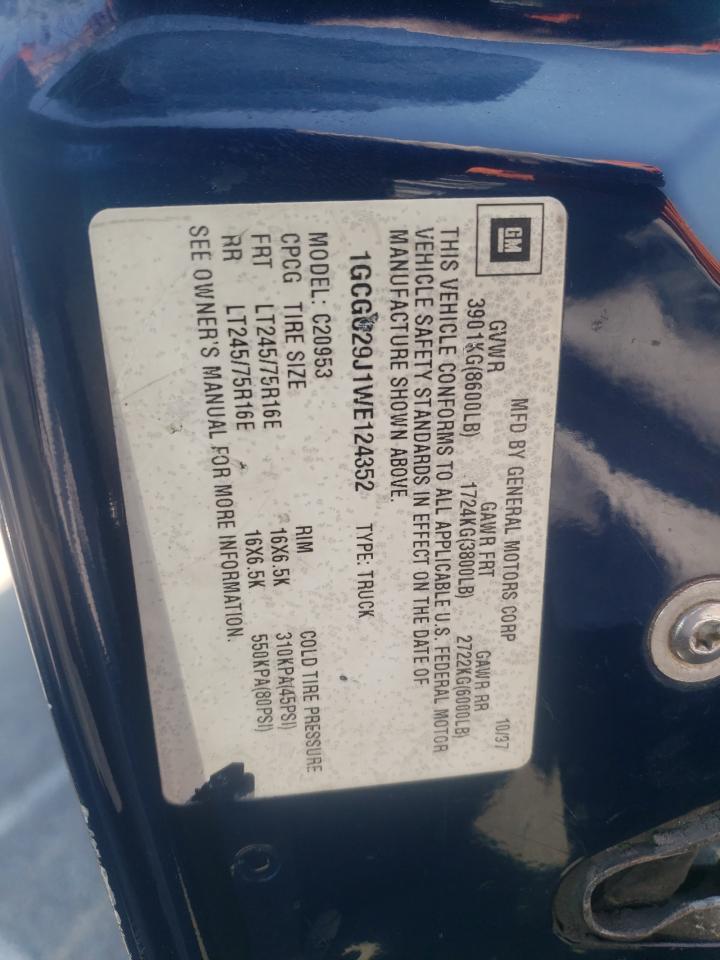 GM
MFD BY GENERAL MOTORS CORP 10/97
GVWR GAWR FRT GAWR RR
3901KG(8600LB) 1724KG(3800LB) 2722KG(6000LB)
THIS VEHICLE CONFORMS TO ALL APPLICABLE U.S. FEDERAL MOTOR
VEHICLE SAFETY STANDARDS IN EFFECT ON THE DATE OF
MANUFACTURE SHOWN ABOVE.
1GCGC29J1WE124352 TYPE: TRUCK
MODEL: C20953
CPCG TIRE SIZE RIM COLD TIRE PRESSURE
FRT LT245/75R16E 16X6.5K 310KPA(45PSI)
RR LT245/75R16E 16X6.5K 550KPA(80PSI)
SEE OWNER'S MANUAL FOR MORE INFORMATION.